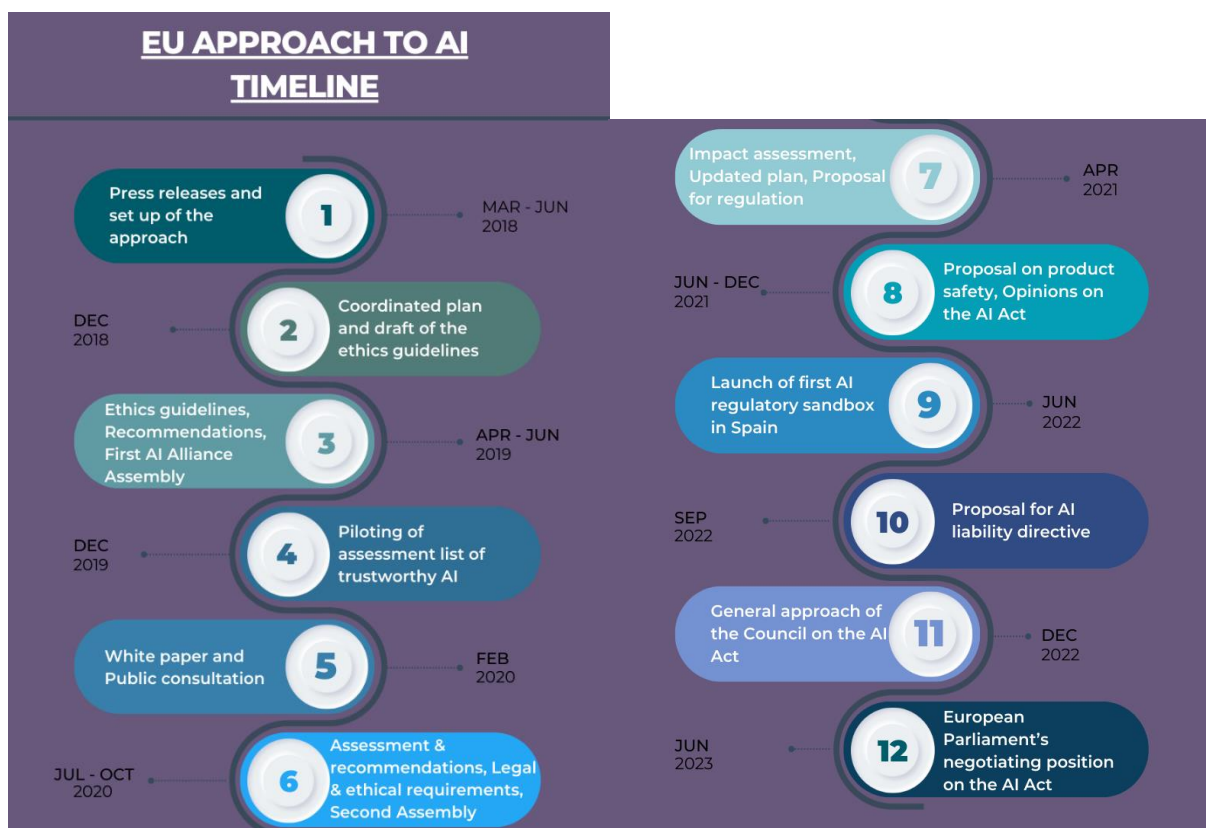 EU APPROACH TO AI
TIMELINE
Press releases and
set up of the
approach
1
MAR - JUN
2018
DEC
2018
2
Coordinated plan
and draft of the
ethics guidelines
Ethics guidelines,
Recommendations,
First AI Alliance
Assembly
3
APR - JUN
2019
DEC
2019
4
Piloting of
assessment list of
trustworthy AI
White paper and
Public consultation
5
FEB
2020
JUL - OCT
2020
6
Assessment &
recommendations, Legal
& ethical requirements,
Second Assembly
Impact assessment,
Updated plan, Proposal
for regulation
7
APR
2021
JUN - DEC
2021
8
Proposal on product
safety, Opinions on
the AI Act
Launch of first AI
regulatory sandbox
in Spain
9
JUN
2022
SEP
2022
10
Proposal for AI
liability directive
General approach of
the Council on the AI
Act
11
DEC
2022
JUN
2023
12
European
Parliament’s
negotiating position
on the AI Act